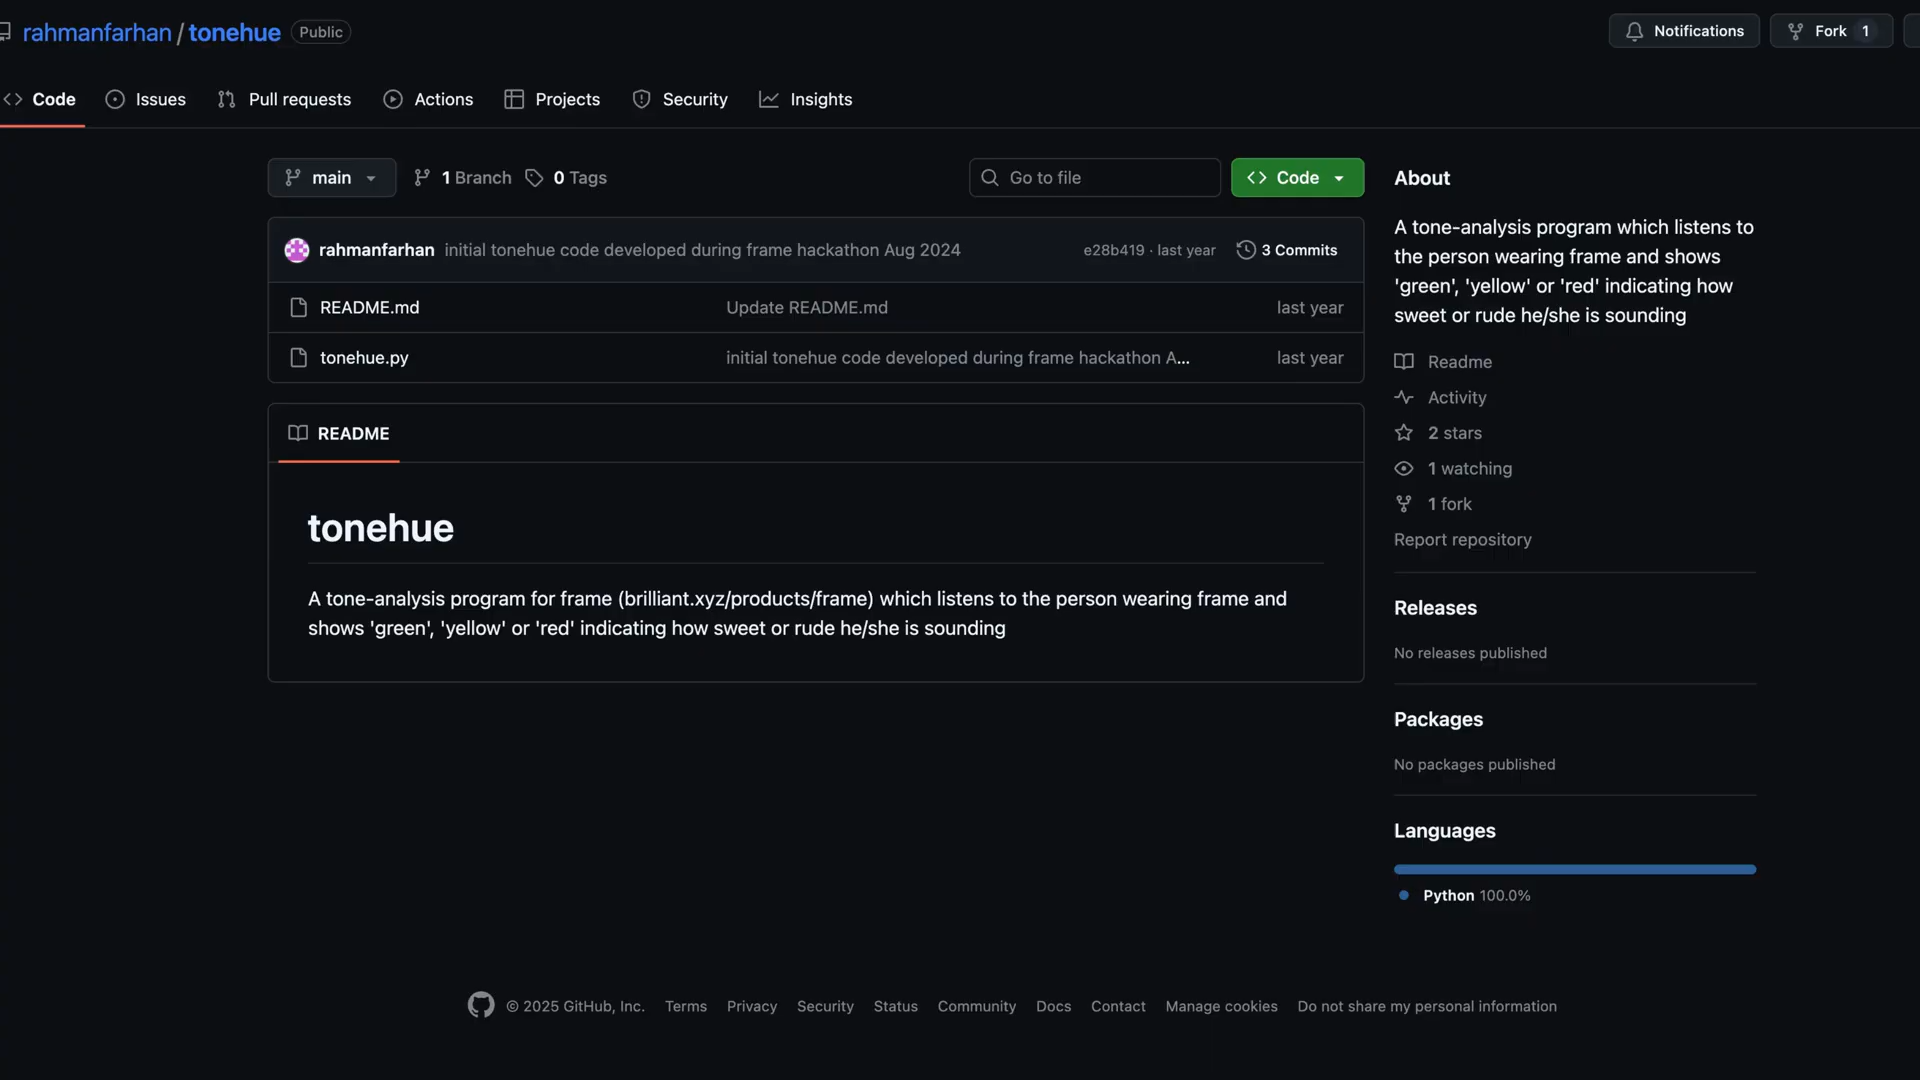 rahmanfarhan / tonehue Public
Notifications
Fork 1
Code
Issues
Pull requests
Actions
Projects
Security
Insights
main
1 Branch
0 Tags
Go to file
Code
rahmanfarhan initial tonehue code developed during frame hackathon Aug 2024
e28b419 · last year
3 Commits
README.md
Update README.md
last year
tonehue.py
initial tonehue code developed during frame hackathon A...
last year
README
tonehue
A tone-analysis program for frame (brilliant.xyz/products/frame) which listens to the person wearing frame and
shows 'green', 'yellow' or 'red' indicating how sweet or rude he/she is sounding
About
A tone-analysis program which listens to
the person wearing frame and shows
'green', 'yellow' or 'red' indicating how
sweet or rude he/she is sounding
Readme
Activity
2 stars
1 watching
1 fork
Report repository
Releases
No releases published
Packages
No packages published
Languages
Python 100.0%
© 2025 GitHub, Inc.
Terms
Privacy
Security
Status
Community
Docs
Contact
Manage cookies
Do not share my personal information